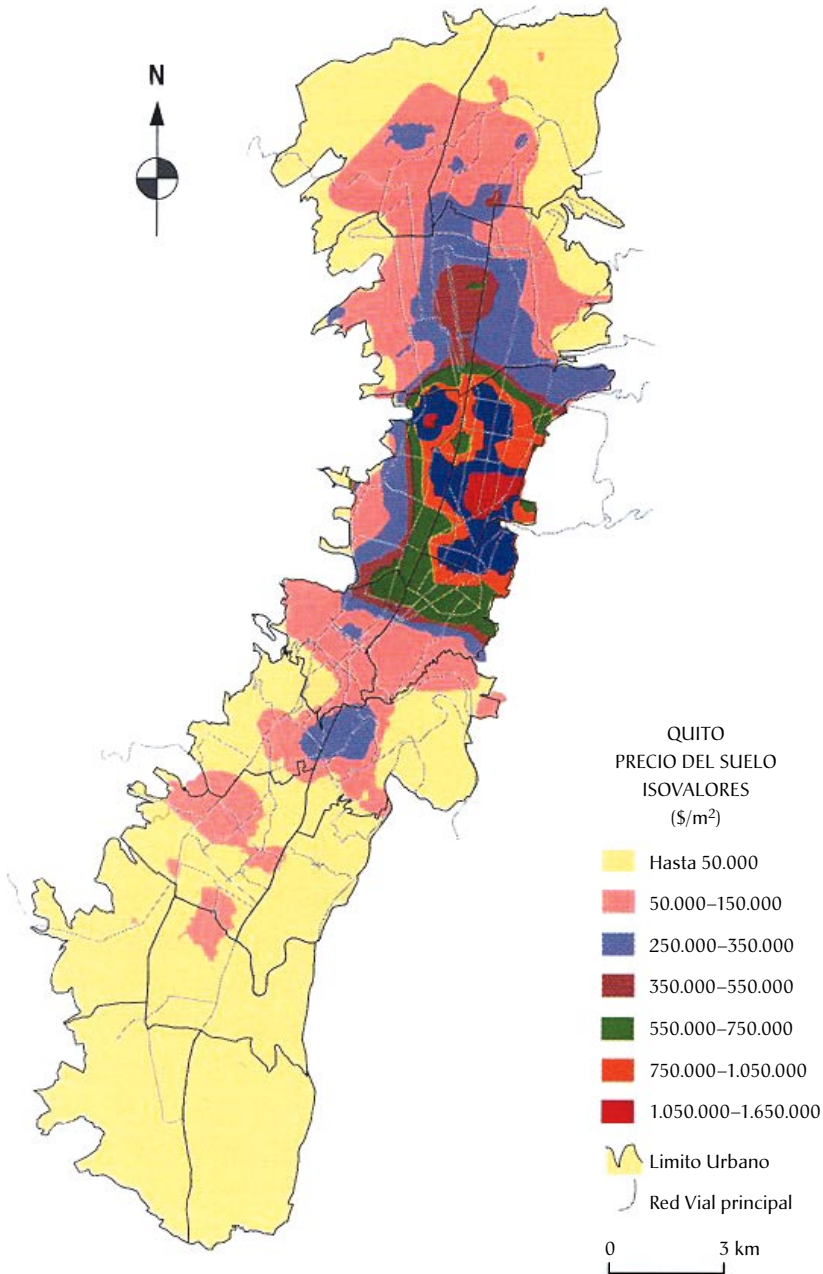 N
QUITO
PRECIO DEL SUELO
ISOVALORES
($/m²)
Hasta 50.000
50.000–150.000
250.000–350.000
350.000–550.000
550.000–750.000
750.000–1.050.000
1.050.000–1.650.000
Limito Urbano
Red Vial principal
0 3 km